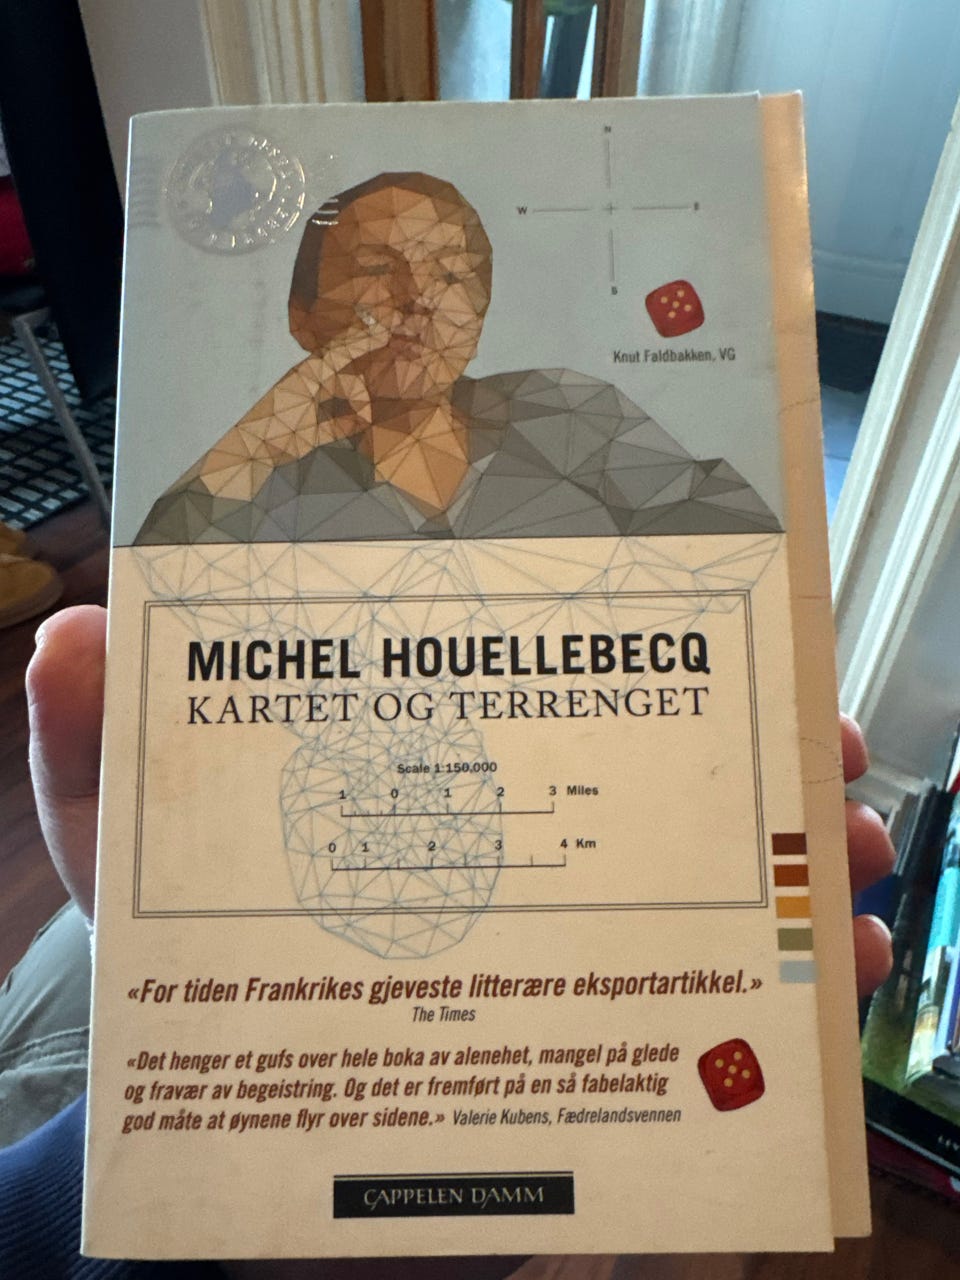 N
W E
S
Knut Faldbakken, VG
MICHEL HOUELLEBECQ
KARTET OG TERRENGET
Scale 1:150,000
1 0 1 2 3 Miles
0 1 2 3 4 Km
«For tiden Frankrikes gjeveste litterære eksportartikkel.»
The Times
«Det henger et gufs over hele boka av alenehet, mangel på glede
og fravær av begeistring. Og det er fremført på en så fabelaktig
god måte at øynene flyr over sidene.» Valerie Kubens, Fædrelandsvennen
CAPPELEN DAMM